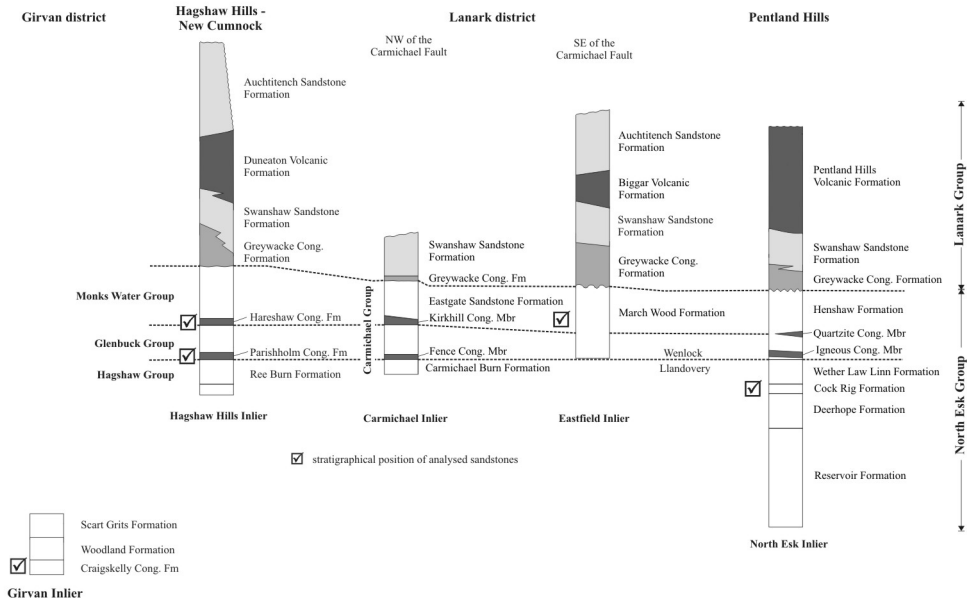 Girvan district
Hagshaw Hills -
New Cumnock
Lanark district
Pentland Hills
NW of the
Carmichael Fault
SE of the
Carmichael Fault
Auchtitench Sandstone
Formation
Duneaton Volcanic
Formation
Swanshaw Sandstone
Formation
Greywacke Cong.
Formation
Monks Water Group
Hareshaw Cong. Fm
Glenbuck Group
Parishholm Cong. Fm
Hagshaw Group
Ree Burn Formation
Hagshaw Hills Inlier
Swanshaw Sandstone
Formation
Greywacke Cong. Fm
Carmichael Group
Eastgate Sandstone Formation
Kirkhill Cong. Mbr
Fence Cong. Mbr
Carmichael Burn Formation
Carmichael Inlier
Auchtitench Sandstone
Formation
Biggar Volcanic
Formation
Swanshaw Sandstone
Formation
Greywacke Cong.
Formation
March Wood Formation
Wenlock
Llandovery
Eastfield Inlier
Pentland Hills
Volcanic Formation
Swanshaw Sandstone
Formation
Greywacke Cong. Formation
Henshaw Formation
Quartzite Cong. Mbr
Igneous Cong. Mbr
Wether Law Linn Formation
Cock Rig Formation
Deerhope Formation
Reservoir Formation
North Esk Inlier
Lanark Group
North Esk Group
stratigraphical position of analysed sandstones
Scart Grits Formation
Woodland Formation
Craigskelly Cong. Fm
Girvan Inlier